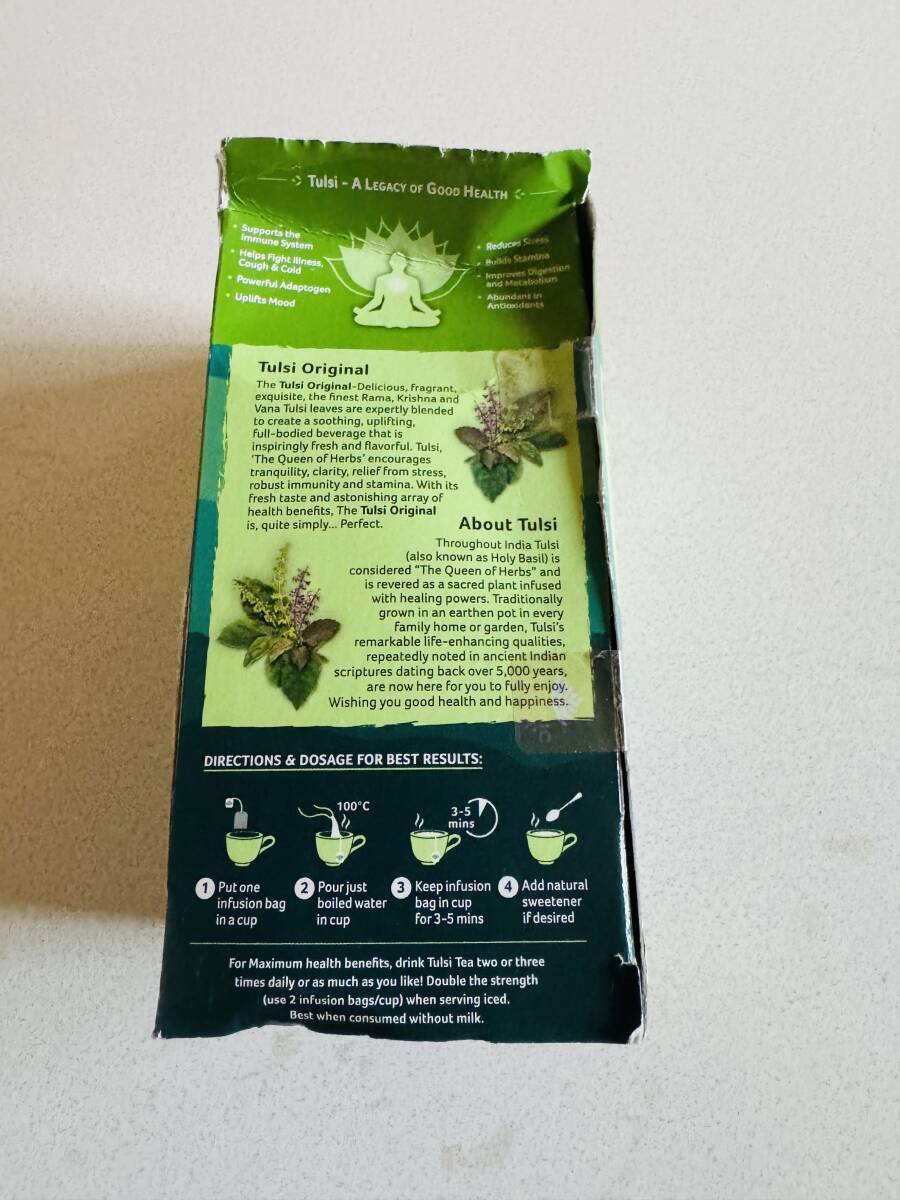 Tulsi - A LEGACY OF GOOD HEALTH
• Supports the
Immune System
• Helps Fight Illness,
Cough & Cold
• Powerful Adaptogen
• Uplifts Mood
• Reduces Stress
• Builds Stamina
• Improves Digestion
and Metabolism
• Abundant in
Antioxidants
Tulsi Original
The Tulsi Original-Delicious, fragrant,
exquisite, the finest Rama, Krishna and
Vana Tulsi leaves are expertly blended
to create a soothing, uplifting,
full-bodied beverage that is
inspiringly fresh and flavorful. Tulsi,
'The Queen of Herbs' encourages
tranquility, clarity, relief from stress,
robust immunity and stamina. With its
fresh taste and astonishing array of
health benefits, The Tulsi Original
is, quite simply... Perfect.
About Tulsi
Throughout India Tulsi
(also known as Holy Basil) is
considered "The Queen of Herbs" and
is revered as a sacred plant infused
with healing powers. Traditionally
grown in an earthen pot in every
family home or garden, Tulsi's
remarkable life-enhancing qualities,
repeatedly noted in ancient Indian
scriptures dating back over 5,000 years,
are now here for you to fully enjoy.
Wishing you good health and happiness.
DIRECTIONS & DOSAGE FOR BEST RESULTS:
100°C
3-5
mins
1 Put one
infusion bag
in a cup
2 Pour just
boiled water
in cup
3 Keep infusion
bag in cup
for 3-5 mins
4 Add natural
sweetener
if desired
For Maximum health benefits, drink Tulsi Tea two or three
times daily or as much as you like! Double the strength
(use 2 infusion bags/cup) when serving iced.
Best when consumed without milk.